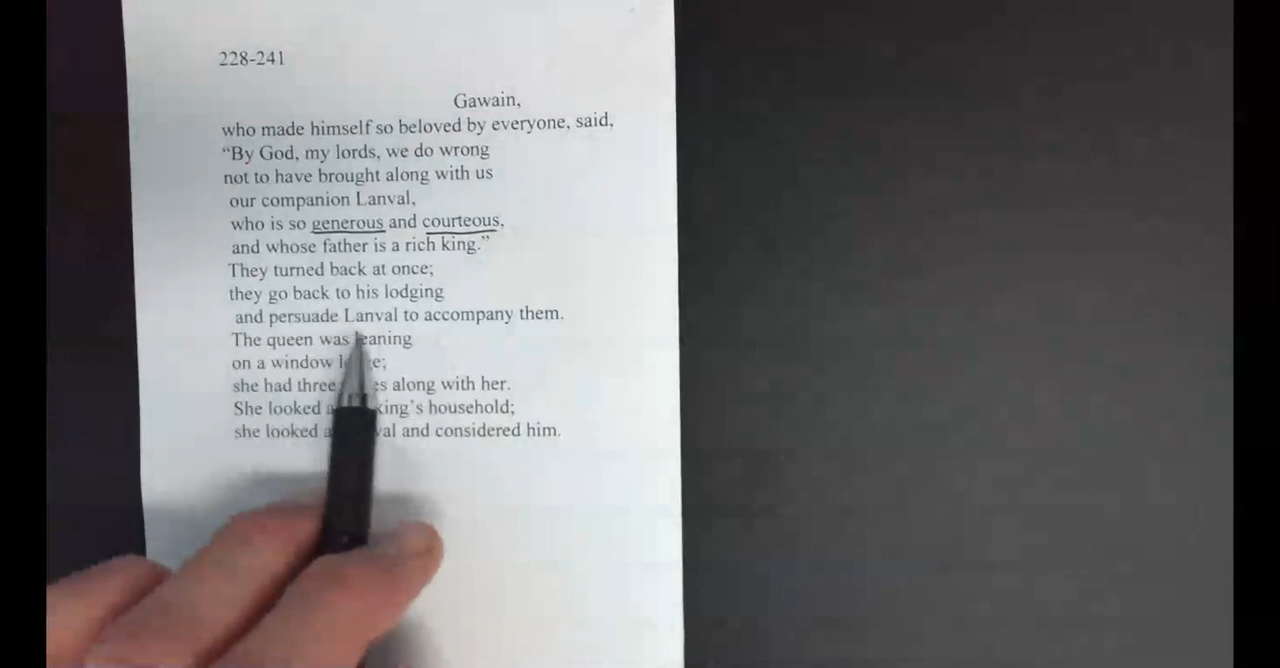 228-241
Gawain,
who made himself so beloved by everyone, said,
“By God, my lords, we do wrong
not to have brought along with us
our companion Lanval,
who is so generous and courteous,
and whose father is a rich king.”
They turned back at once;
they go back to his lodging
and persuade Lanval to accompany them.
The queen was leaning
on a window
she had three along with her.
She looked king’s household;
she looked and considered him.